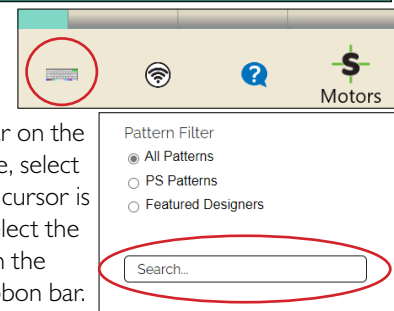 ?
S
Motors
r on the
e, select
cursor is
lect the
n the
bon bar.
Pattern Filter
All Patterns
PS Patterns
Featured Designers
Search...